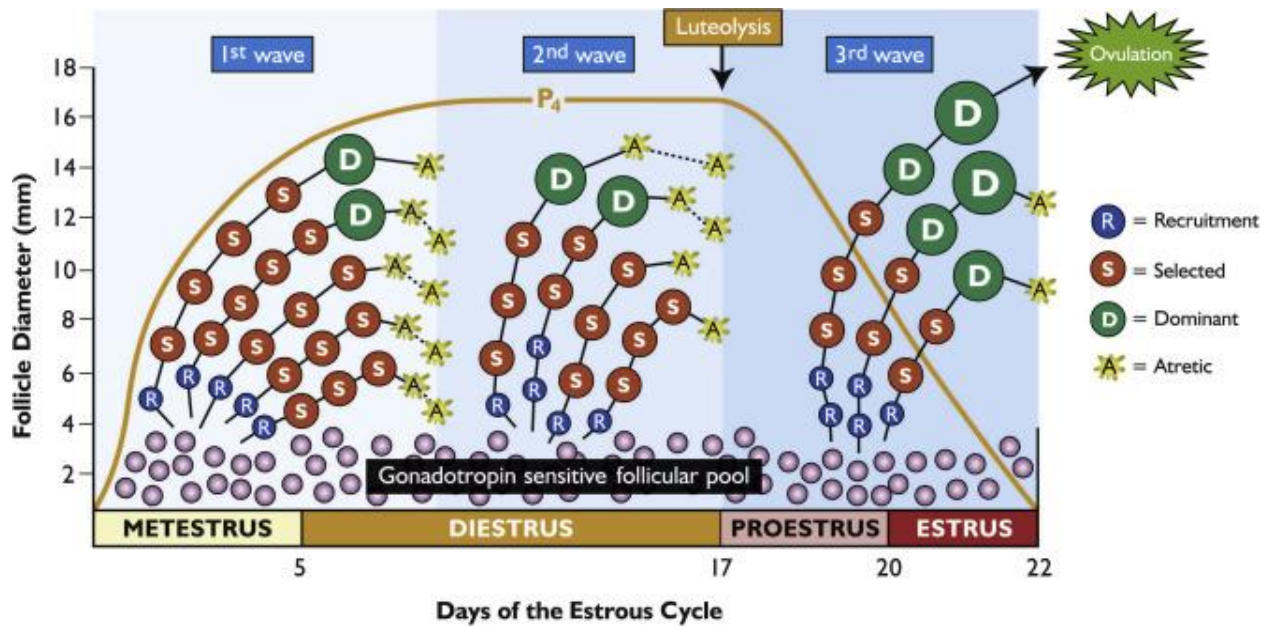 Luteolysis
1st wave
2nd wave
3rd wave
Ovulation
P4
Follicle Diameter (mm)
18
16
14
12
10
8
6
4
2
D
A
S
D
A
A
S
S
S
A
A
S
S
S
A
A
S
S
S
A
A
S
S
S
R
R
R
R
R
S
S
S
A
A
D
A
A
D
A
A
S
S
S
A
S
S
S
A
S
R
S
S
R
S
S
R
R
R
D
D
D
A
S
D
S
S
D
A
S
S
S
R
R
S
R
R
R
R = Recruitment
S = Selected
D = Dominant
A = Atretic
Gonadotropin sensitive follicular pool
METESTRUS
DIESTRUS
PROESTRUS
ESTRUS
5
17
20
22
Days of the Estrous Cycle